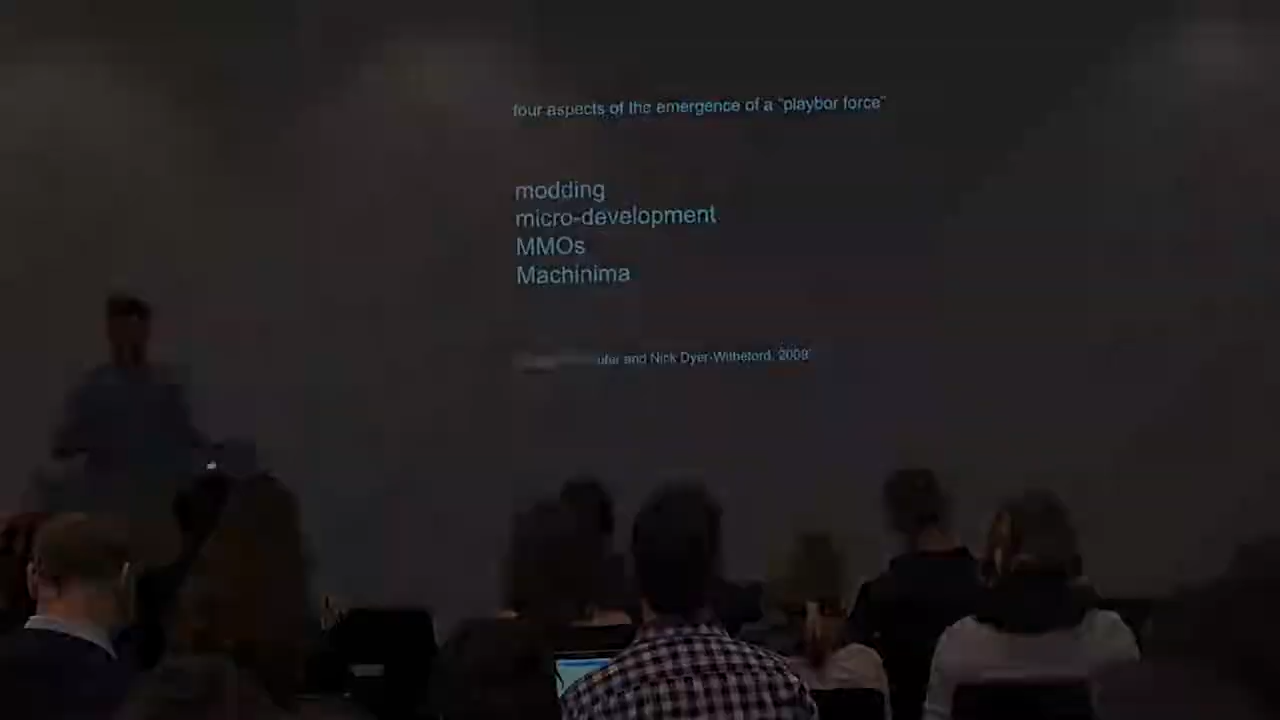 four aspects of the emergence of a "playbor force"
modding
micro-development
MMOs
Machinima
and Nick Dyer-Witheford, 2009